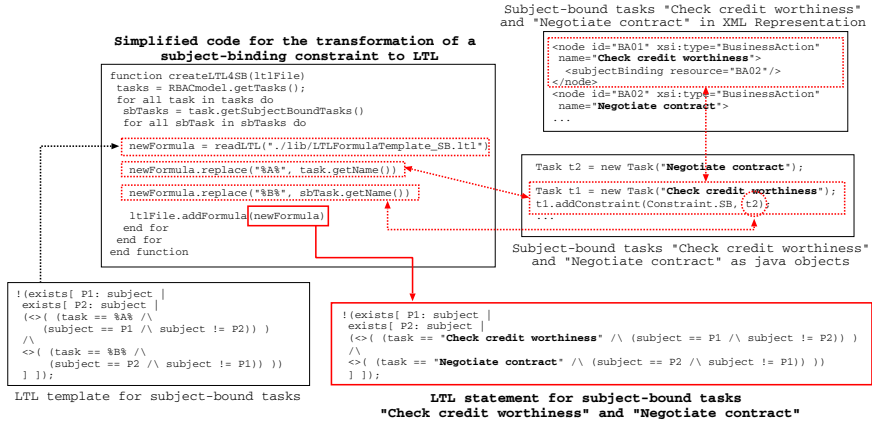 Subject-bound tasks "Check credit worthiness"
and "Negotiate contract" in XML Representation
<node id="BA01" xsi:type="BusinessAction"
name="Check credit worthiness">
<subjectBinding resource="BA02"/>
</node>
<node id="BA02" xsi:type="BusinessAction"
name="Negotiate contract">
...
Simplified code for the transformation of a
subject-binding constraint to LTL
function createLTL4SB(ltlFile)
tasks = RBACmodel.getTasks();
for all task in tasks do
sbTasks = task.getSubjectBoundTasks()
for all sbTask in sbTasks do
newFormula = readLTL("./lib/LTLFormulaTemplate_SB.ltl")
newFormula.replace("%A%", task.getName())
newFormula.replace("%B%", sbTask.getName())
ltlFile.addFormula(newFormula)
end for
end for
end function
Task t2 = new Task("Negotiate contract");
Task t1 = new Task("Check credit worthiness");
t1.addConstraint(Constraint.SB, t2);
...
Subject-bound tasks "Check credit worthiness"
and "Negotiate contract" as java objects
!(exists[ P1: subject |
exists[ P2: subject |
(<>( (task == %A% /\
(subject == P1 /\ subject != P2)) )
/\
<>( (task == %B% /\
(subject == P2 /\ subject != P1)) ))
] ]);
LTL template for subject-bound tasks
!(exists[ P1: subject |
exists[ P2: subject |
(<>( (task == "Check credit worthiness" /\ (subject == P1 /\ subject != P2)) )
/\
<>( (task == "Negotiate contract" /\ (subject == P2 /\ subject != P1)) ))
] ]);
LTL statement for subject-bound tasks
"Check credit worthiness" and "Negotiate contract"